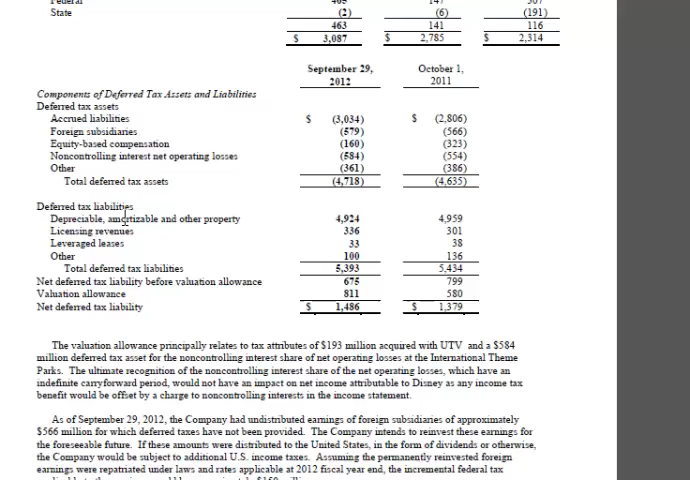 Federal 147 307
State (2) (6) (191)
463 141 116
$ 3,087 $ 2,785 $ 2,314
September 29, October 1,
2012 2011
Components of Deferred Tax Assets and Liabilities
Deferred tax assets
Accrued liabilities $ (3,034) $ (2,806)
Foreign subsidiaries (579) (566)
Equity-based compensation (160) (323)
Noncontrolling interest net operating losses (584) (554)
Other (361) (386)
Total deferred tax assets (4,718) (4,635)
Deferred tax liabilities
Depreciable, amortizable and other property 4,924 4,959
Licensing revenues 336 301
Leveraged leases 33 38
Other 100 136
Total deferred tax liabilities 5,393 5,434
Net deferred tax liability before valuation allowance 675 799
Valuation allowance 811 580
Net deferred tax liability $ 1,486 $ 1,379
The valuation allowance principally relates to tax attributes of $193 million acquired with UTV and a $584
million deferred tax asset for the noncontrolling interest share of net operating losses at the International Theme
Parks. The ultimate recognition of the noncontrolling interest share of the net operating losses, which have an
indefinite carryforward period, would not have an impact on net income attributable to Disney as any income tax
benefit would be offset by a charge to noncontrolling interests in the income statement.
As of September 29, 2012, the Company had undistributed earnings of foreign subsidiaries of approximately
$566 million for which deferred taxes have not been provided. The Company intends to reinvest these earnings for
the foreseeable future. If these amounts were distributed to the United States, in the form of dividends or otherwise,
the Company would be subject to additional U.S. income taxes. Assuming the permanently reinvested foreign
earnings were repatriated under laws and rates applicable at 2012 fiscal year end, the incremental federal tax